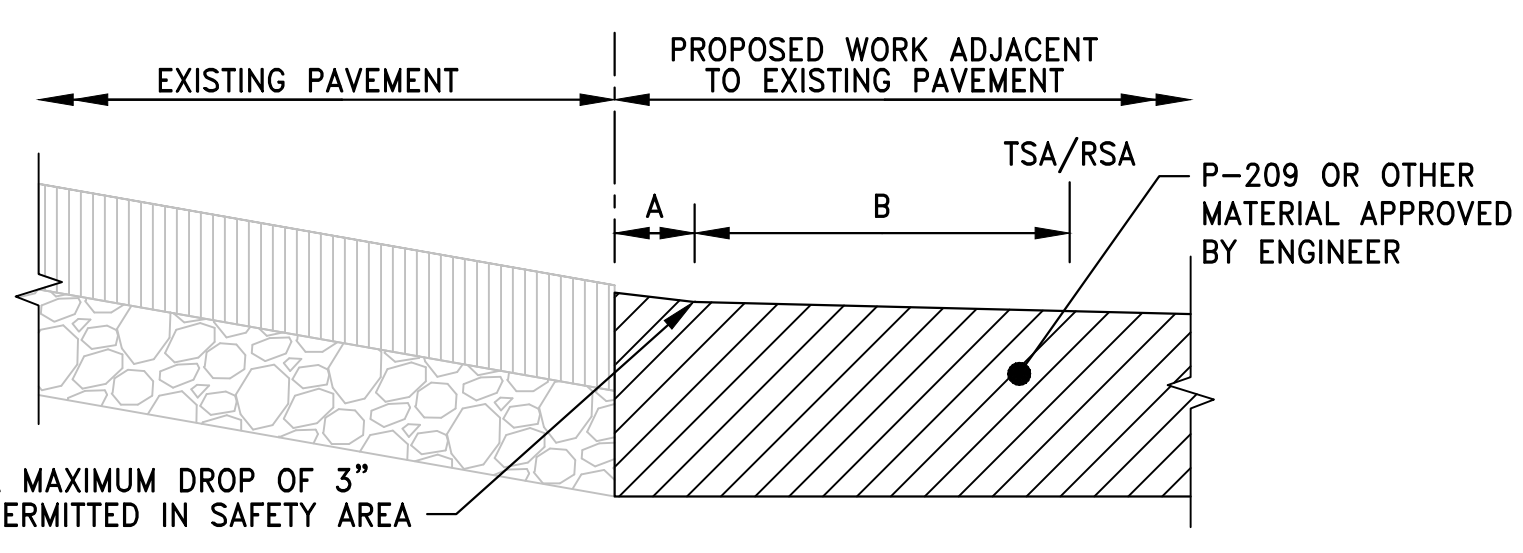 EXISTING PAVEMENT
PROPOSED WORK ADJACENT
TO EXISTING PAVEMENT
TSA/RSA
A
B
P-209 OR OTHER
MATERIAL APPROVED
BY ENGINEER
MAXIMUM DROP OF 3"
ERMITTED IN SAFETY AREA